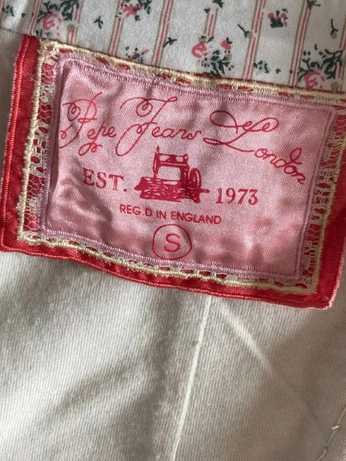 Pepe Jeans London
EST. 1973
REG.D IN ENGLAND
S